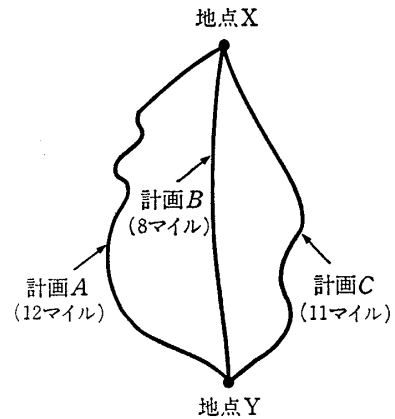 地点X
計画B
(8マイル)
計画A
(12マイル)
計画C
(11マイル)
地点Y